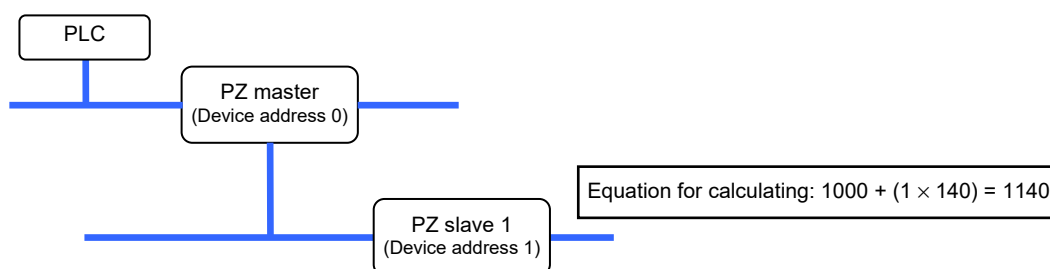 PLC
PZ master
(Device address 0)
Equation for calculating: 1000 + (1 × 140) = 1140
PZ slave 1
(Device address 1)